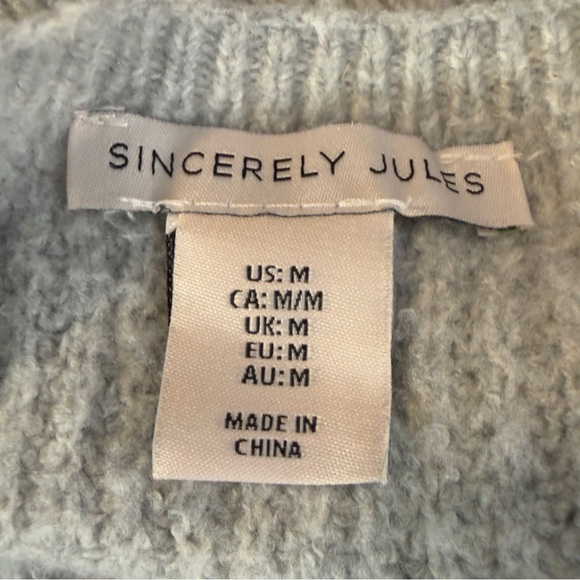 SINCERELY JULES
US: M
CA: M/M
UK: M
EU: M
AU: M
MADE IN
CHINA